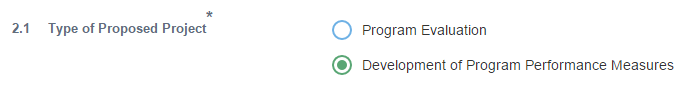 2.1 Type of Proposed Project*
Program Evaluation
Development of Program Performance Measures